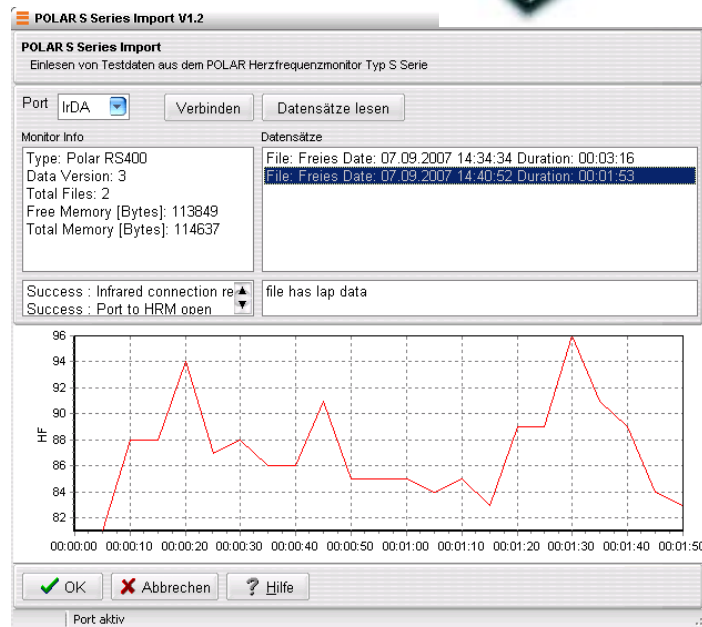 POLAR S Series Import V1.2
POLAR S Series Import
Einlesen von Testdaten aus dem POLAR Herzfrequenzmonitor Typ S Serie
Port IrDA Verbinden Datensätze lesen
Monitor Info
Type: Polar RS400
Data Version: 3
Total Files: 2
Free Memory [Bytes]: 113849
Total Memory [Bytes]: 114637
Datensätze
File: Freies Date: 07.09.2007 14:34:34 Duration: 00:03:16
File: Freies Date: 07.09.2007 14:40:52 Duration: 00:01:53
Success : Infrared connection re
Success : Port to HRM open
file has lap data
96
94
92
90
88
86
84
82
HF
00:00:00 00:00:10 00:00:20 00:00:30 00:00:40 00:00:50 00:01:00 00:01:10 00:01:20 00:01:30 00:01:40 00:01:50
OK Abbrechen ? Hilfe
Port aktiv